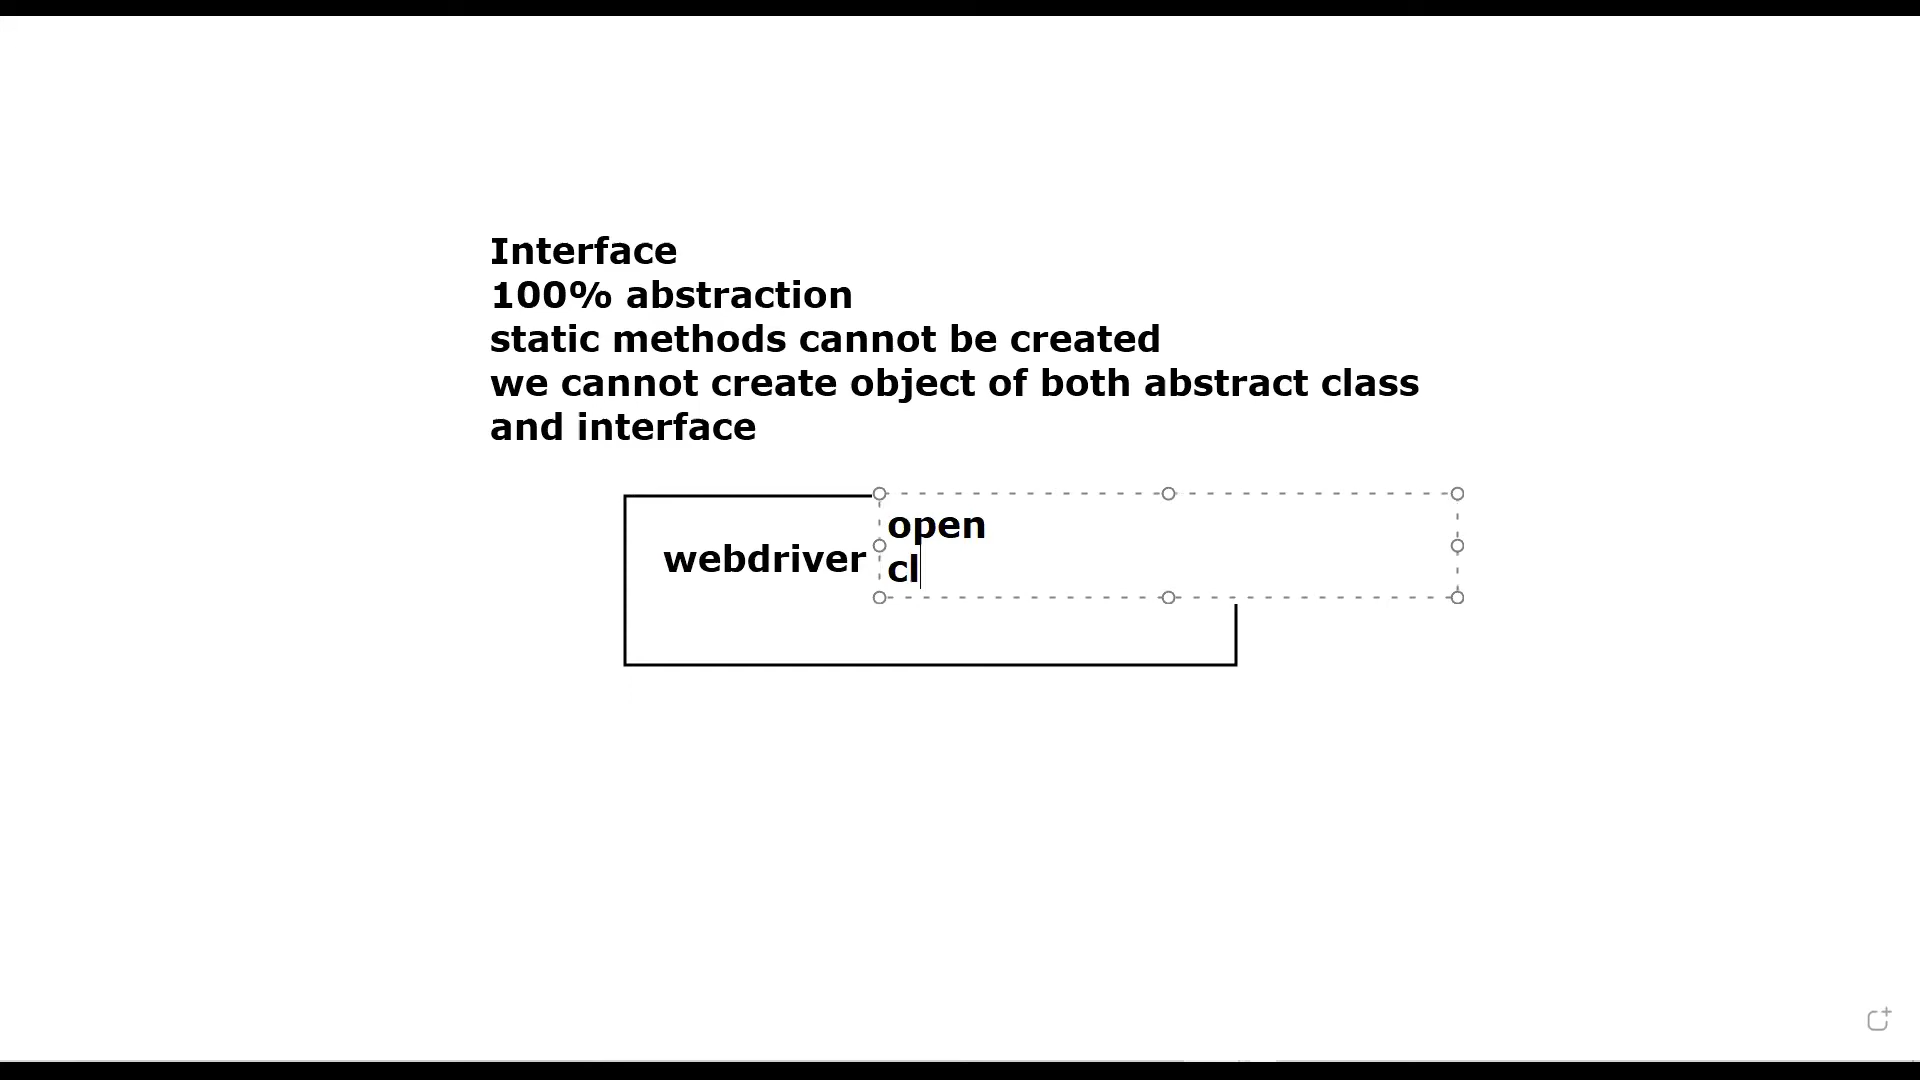 Interface
100% abstraction
static methods cannot be created
we cannot create object of both abstract class
and interface
webdriver
open
cl